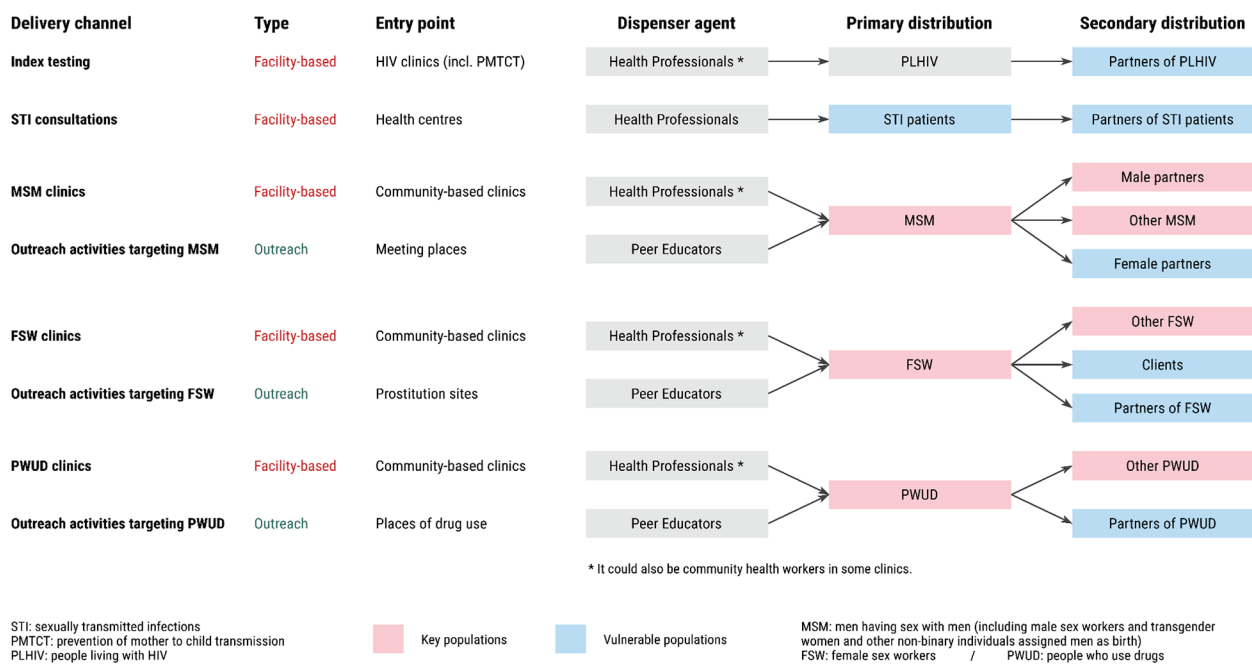 Delivery channel Type Entry point Dispenser agent Primary distribution Secondary distribution
Index testing Facility-based HIV clinics (incl. PMTCT) Health Professionals * PLHIV Partners of PLHIV
STI consultations Facility-based Health centres Health Professionals STI patients Partners of STI patients
Male partners
MSM clinics Facility-based Community-based clinics Health Professionals *
MSM Other MSM
Outreach activities targeting MSM Outreach Meeting places Peer Educators
Female partners
Other FSW
FSW clinics Facility-based Community-based clinics Health Professionals *
FSW Clients
Outreach activities targeting FSW Outreach Prostitution sites Peer Educators
Partners of FSW
PWUD clinics Facility-based Community-based clinics Health Professionals * Other PWUD
PWUD
Outreach activities targeting PWUD Outreach Places of drug use Peer Educators Partners of PWUD
* It could also be community health workers in some clinics.
STI: sexually transmitted infections
PMTCT: prevention of mother to child transmission
PLHIV: people living with HIV
Key populations Vulnerable populations
MSM: men having sex with men (including male sex workers and transgender
women and other non-binary individuals assigned men as birth)
FSW: female sex workers / PWUD: people who use drugs